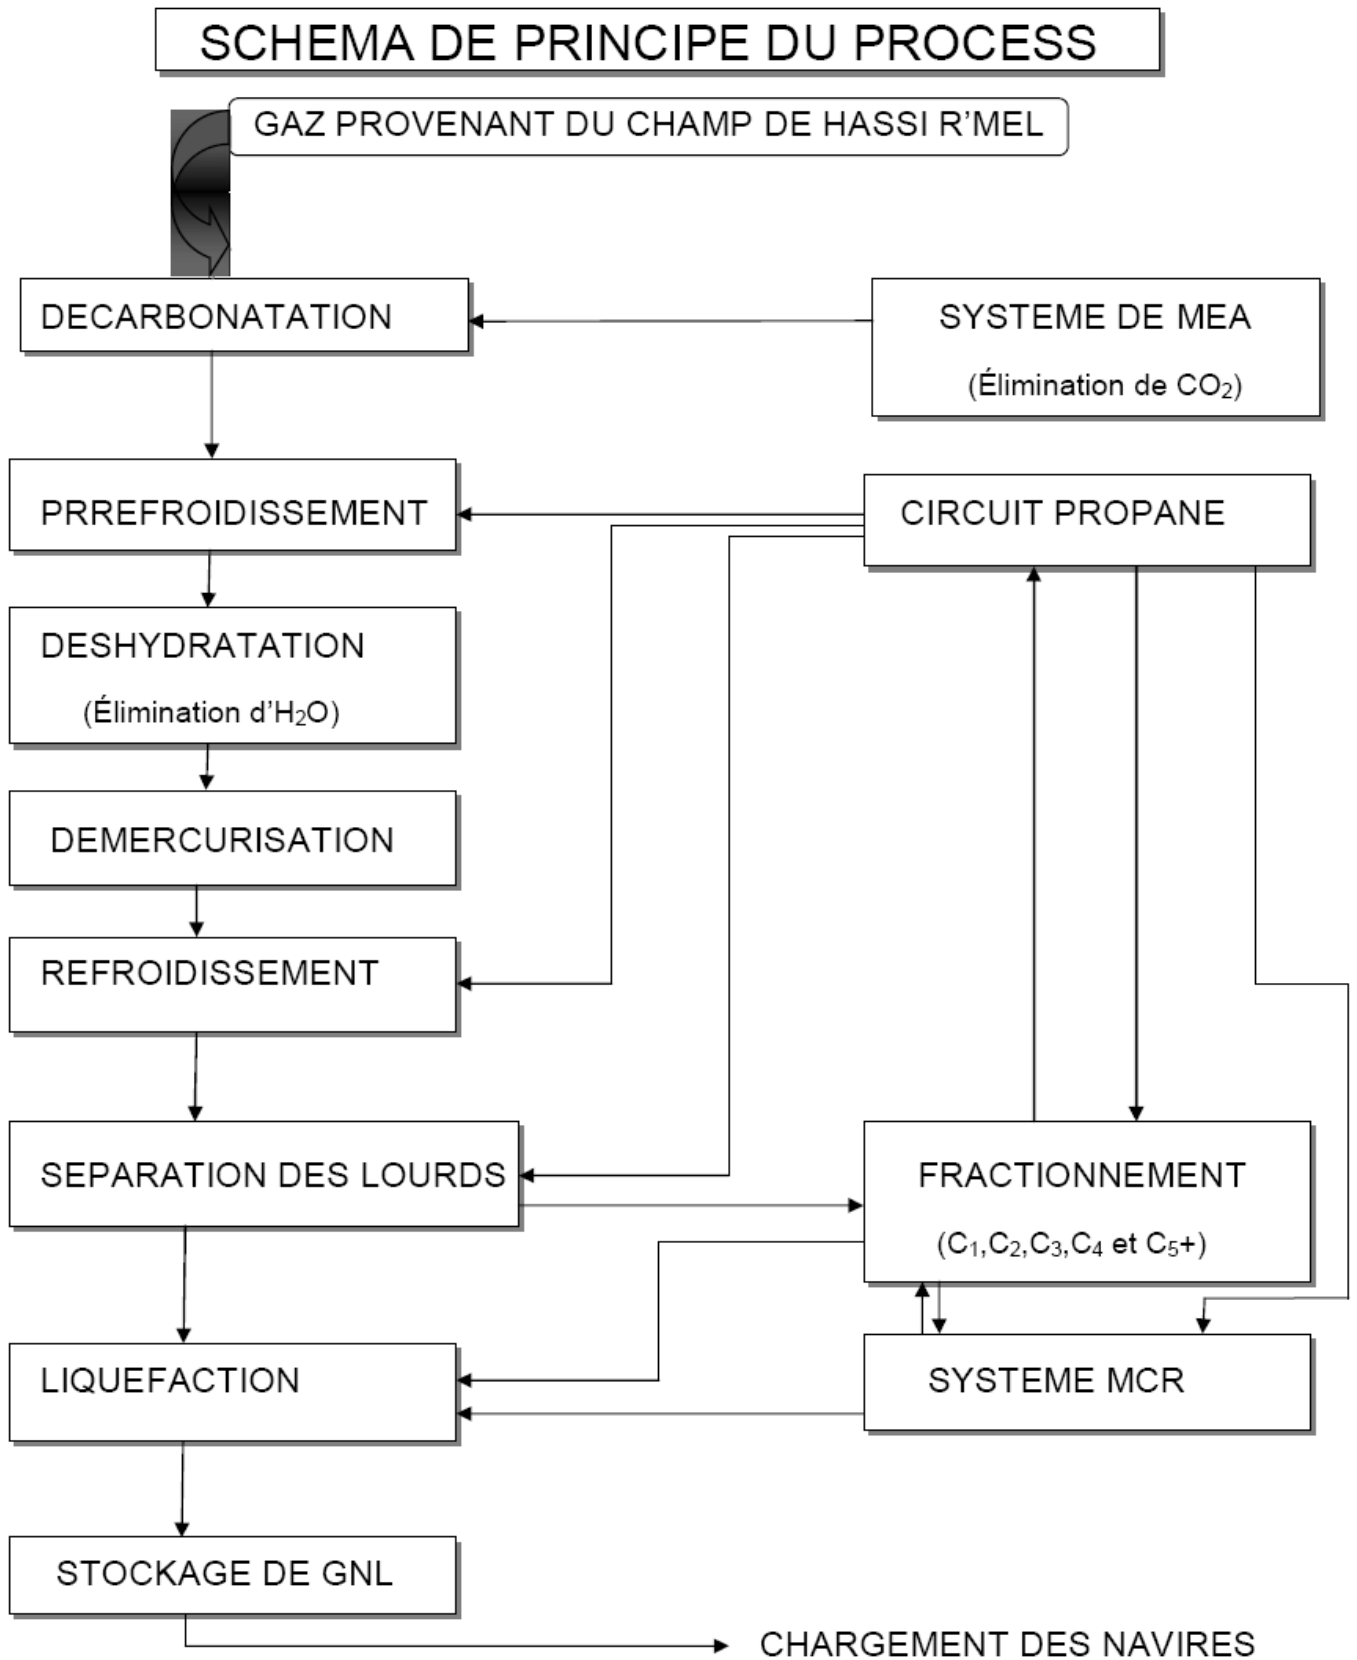 SCHEMA DE PRINCIPE DU PROCESS
GAZ PROVENANT DU CHAMP DE HASSI R’MEL
DECARBONATATION
SYSTEME DE MEA
(Élimination de CO₂)
PRREFROIDISSEMENT
CIRCUIT PROPANE
DESHYDRATATION
(Élimination d’H₂O)
DEMERCURISATION
REFROIDISSEMENT
SEPARATION DES LOURDS
FRACTIONNEMENT
(C₁,C₂,C₃,C₄ et C₅+)
LIQUEFACTION
SYSTEME MCR
STOCKAGE DE GNL
CHARGEMENT DES NAVIRES